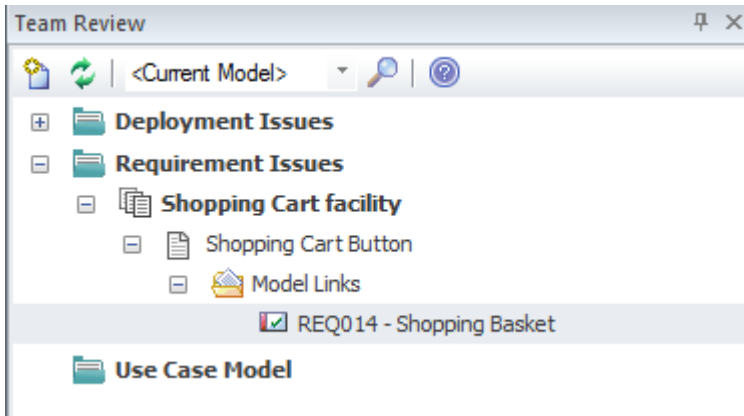 Team Review
<Current Model>
Deployment Issues
Requirement Issues
Shopping Cart facility
Shopping Cart Button
Model Links
REQ014 - Shopping Basket
Use Case Model